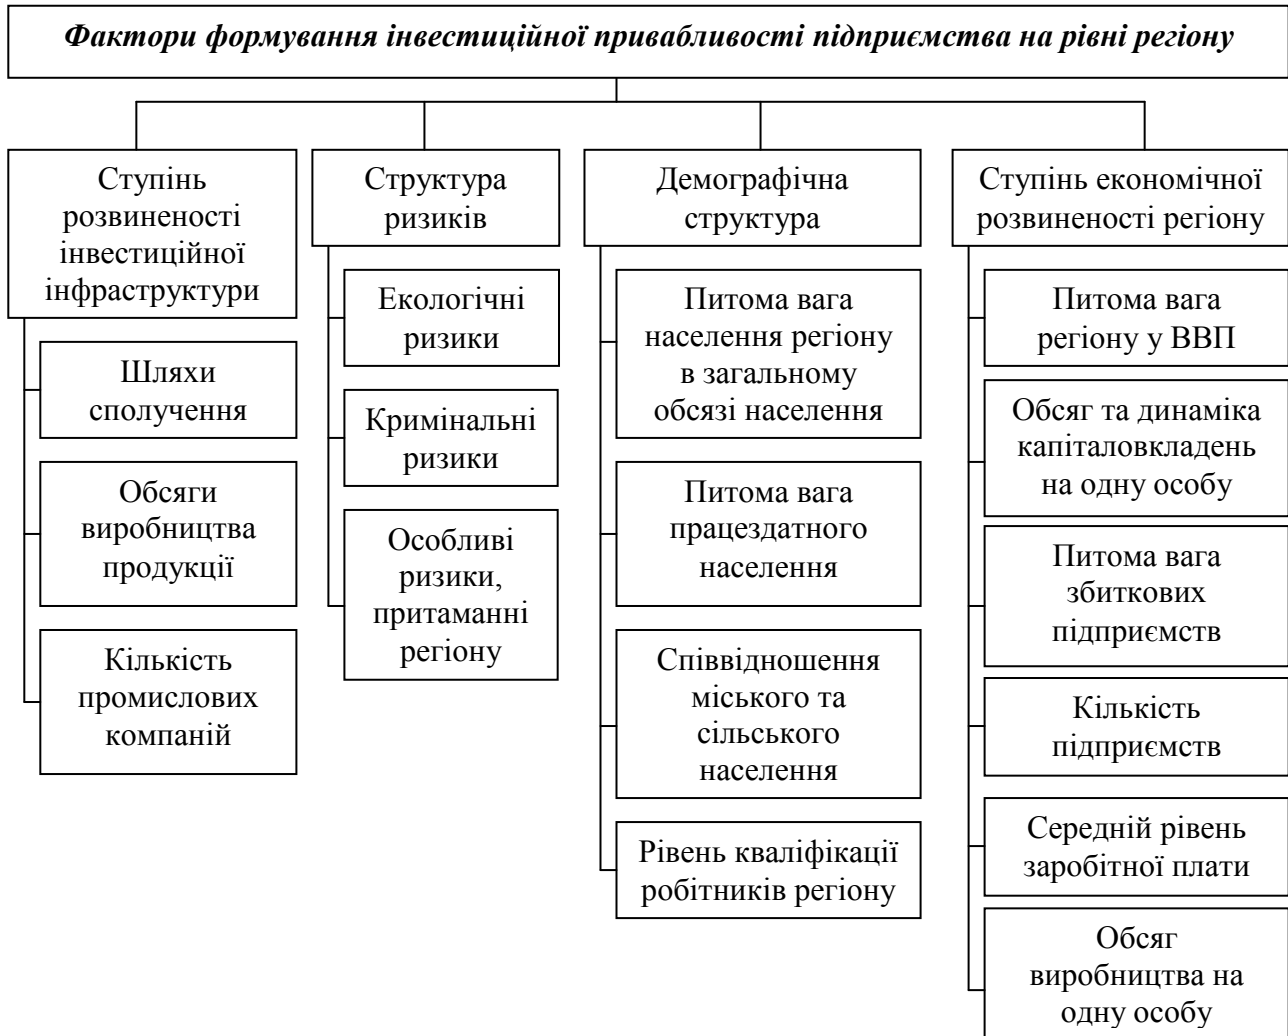 Фактори формування інвестиційної привабливості підприємства на рівні регіону
Ступінь
розвиненості
інвестиційної
інфраструктури
Шляхи
сполучення
Обсяги
виробництва
продукції
Кількість
промислових
компаній
Структура
ризиків
Екологічні
ризики
Кримінальні
ризики
Особливі
ризики,
притаманні
регіону
Демографічна
структура
Питома вага
населення регіону
в загальному
обсязі населення
Питома вага
працездатного
населення
Співвідношення
міського та
сільського
населення
Рівень кваліфікації
робітників регіону
Ступінь економічної
розвиненості регіону
Питома вага
регіону у ВВП
Обсяг та динаміка
капіталовкладень
на одну особу
Питома вага
збиткових
підприємств
Кількість
підприємств
Середній рівень
заробітної плати
Обсяг
виробництва на
одну особу